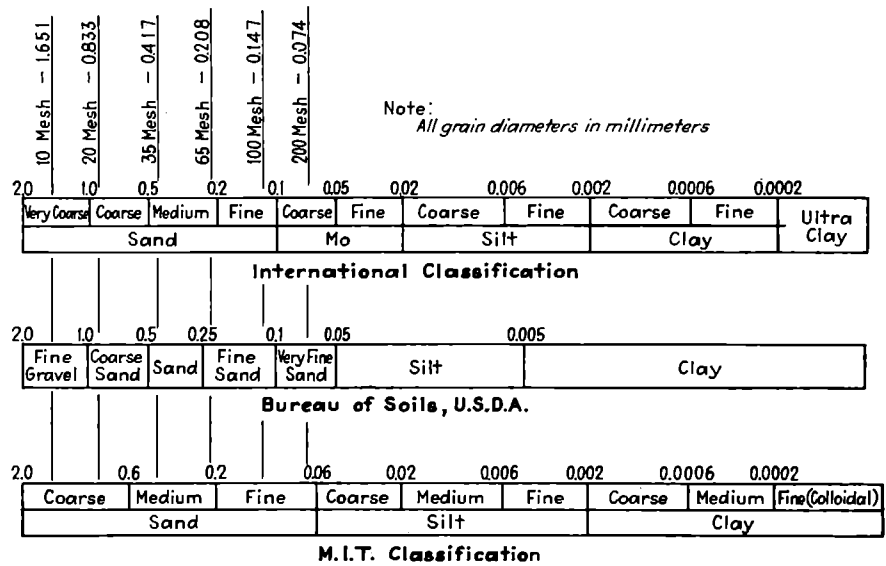 10 Mesh - 1.651
20 Mesh - 0.833
35 Mesh - 0.417
65 Mesh - 0.208
100 Mesh - 0.147
200 Mesh - 0.074
Note:
All grain diameters in millimeters
2.0 1.0 0.5 0.2 0.1 0.05 0.02 0.006 0.002 0.0006 0.0002
Very Coarse Coarse Medium Fine Coarse Fine Coarse Fine Coarse Fine Ultra Clay
Sand Mo Silt Clay
International Classification
2.0 1.0 0.5 0.25 0.1 0.05 0.005
Fine Gravel Coarse Sand Sand Fine Sand Very Fine Sand Silt Clay
Bureau of Soils, U.S.D.A.
2.0 0.6 0.2 0.06 0.02 0.006 0.002 0.0006 0.0002
Coarse Medium Fine Coarse Medium Fine Coarse Medium Fine (Colloidal)
Sand Silt Clay
M.I.T. Classification